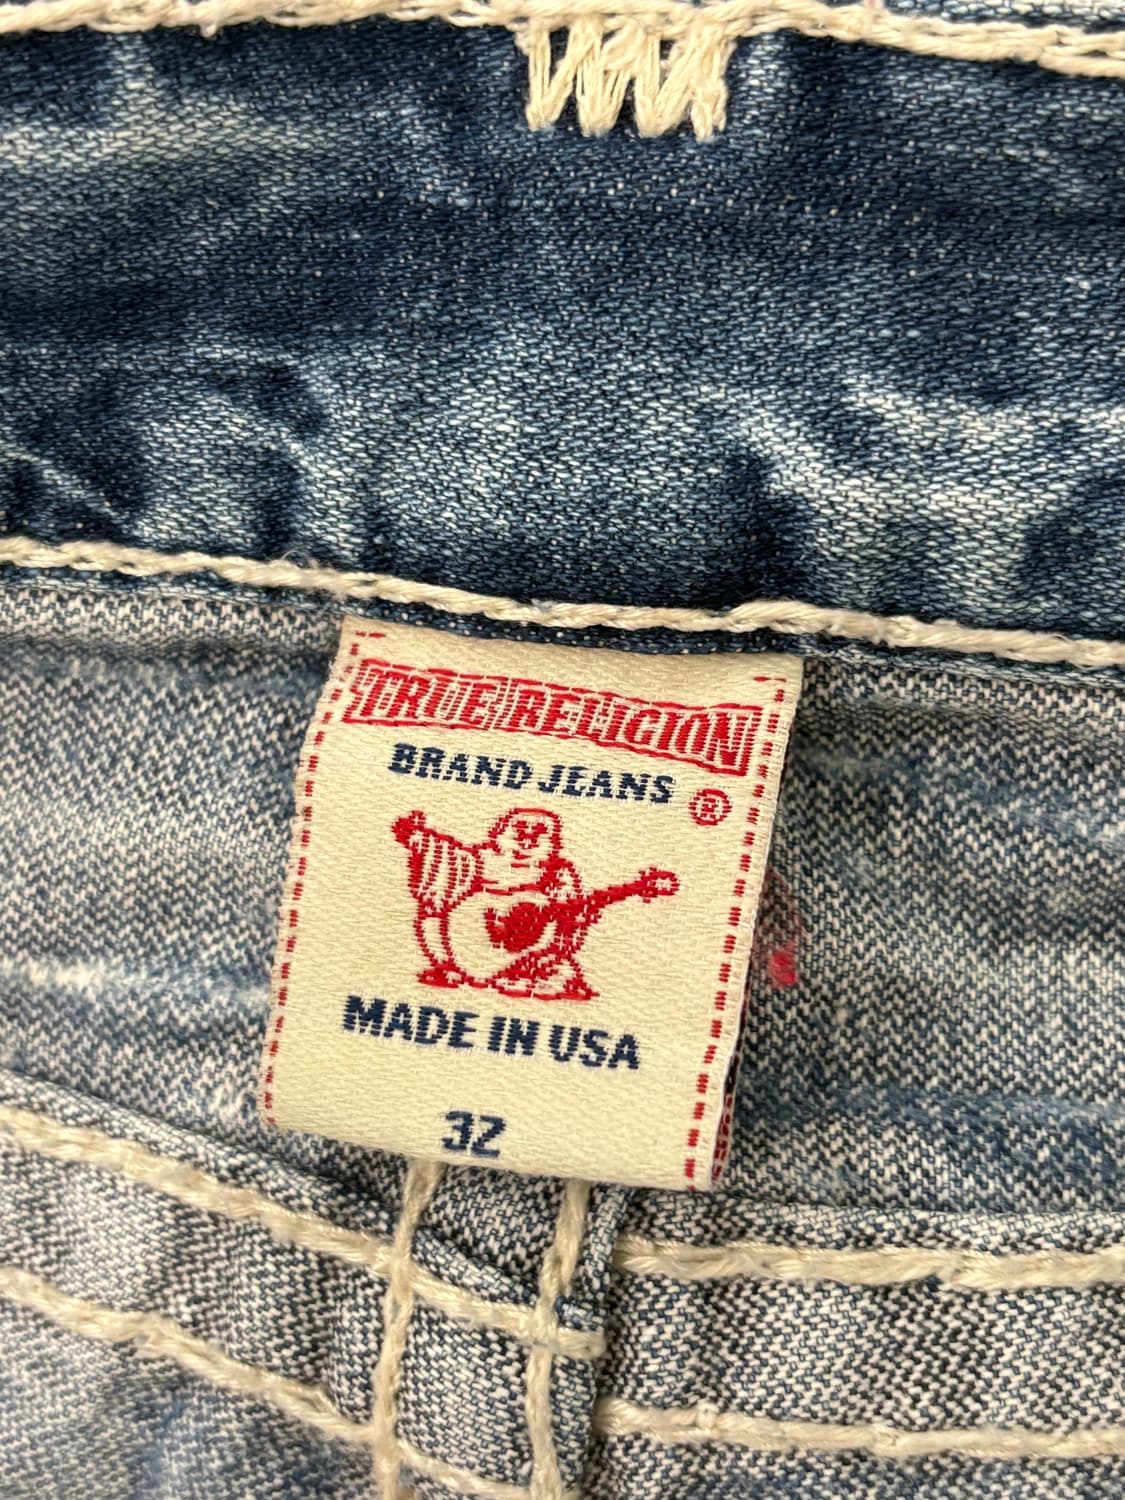 TRUE RELIGION
BRAND JEANS
®
MADE IN USA
32